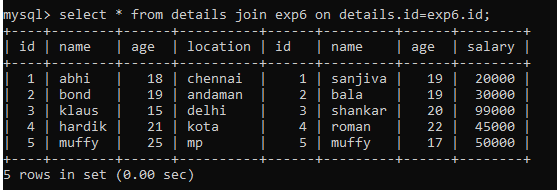 mysql> select * from details join exp6 on details.id=exp6.id;
+----+--------+-----+----------+----+---------+-----+--------+
| id | name   | age | location | id | name    | age | salary |
+----+--------+-----+----------+----+---------+-----+--------+
|  1 | abhi   |  18 | chennai  |  1 | sanjiva |  19 |  20000 |
|  2 | bond   |  19 | andaman  |  2 | bala    |  19 |  30000 |
|  3 | klaus  |  15 | delhi    |  3 | shankar |  20 |  99000 |
|  4 | hardik |  21 | kota     |  4 | roman   |  22 |  45000 |
|  5 | muffy  |  25 | mp       |  5 | muffy   |  17 |  50000 |
+----+--------+-----+----------+----+---------+-----+--------+
5 rows in set (0.00 sec)